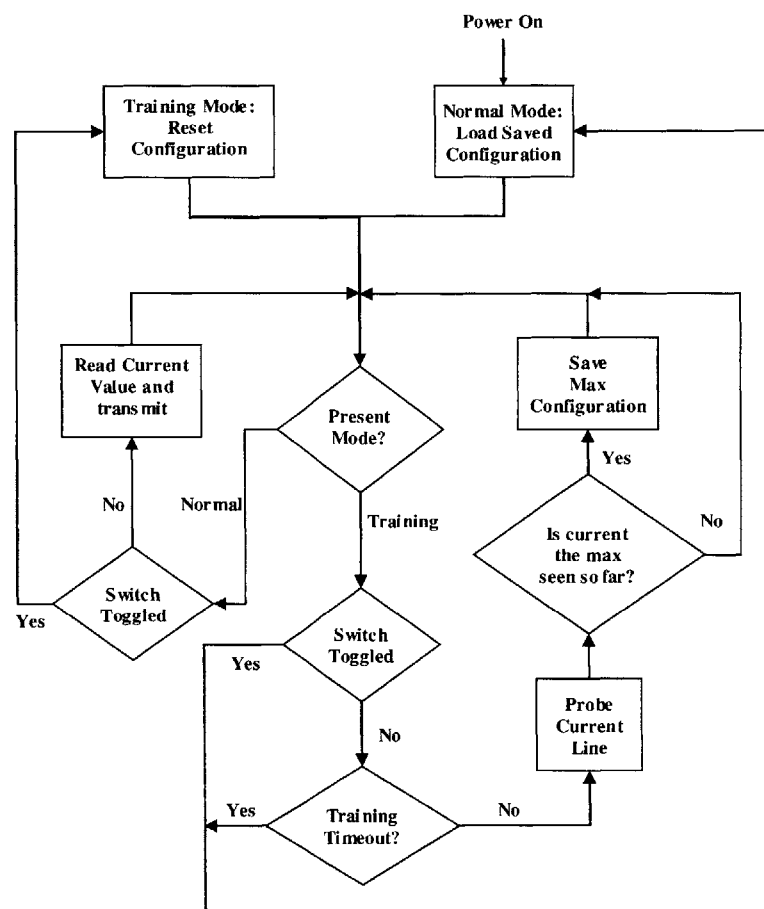 Power On
Training Mode:
Reset
Configuration
Normal Mode:
Load Saved
Configuration
Read Current
Value and
transmit
Save
Max
Configuration
Present
Mode?
Yes
No
Normal
Training
No
Is current
the max
seen so far?
Switch
Toggled
Yes
Switch
Toggled
Yes
Probe
Current
Line
No
Yes
No
Training
Timeout?